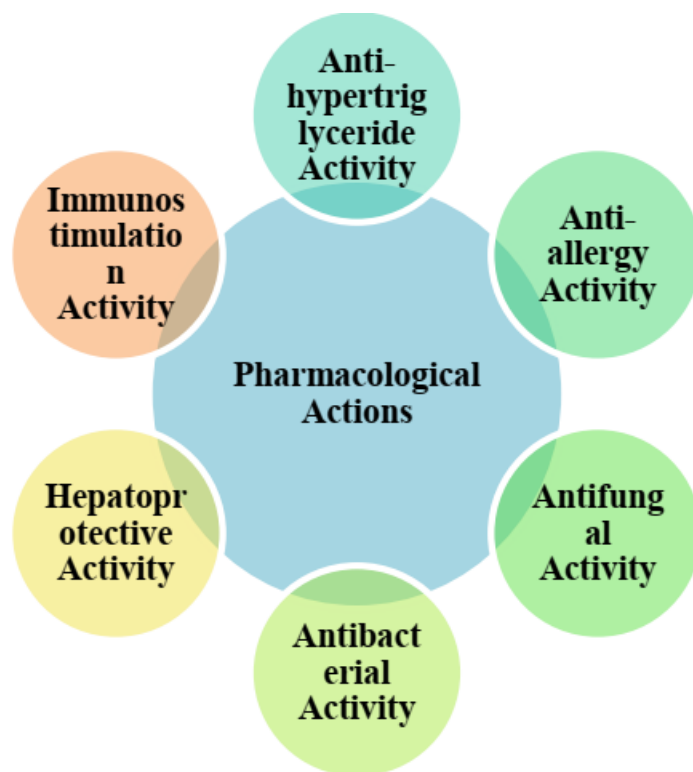 Anti-
hypertrig
lyceride
Activity
Immunos
timulatio
n
Activity
Anti-
allergy
Activity
Pharmacological
Actions
Hepatopr
otective
Activity
Antifung
al
Activity
Antibact
erial
Activity